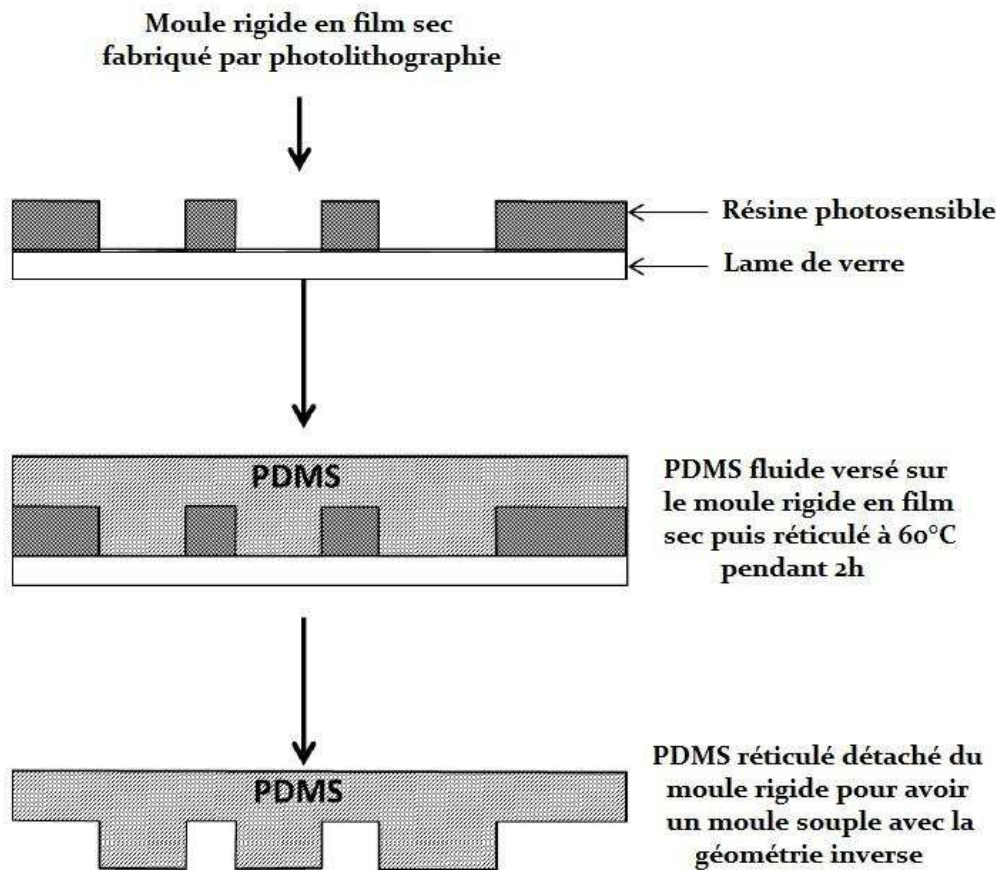 Moule rigide en film sec
fabriqué par photolithographie
Résine photosensible
Lame de verre
PDMS
PDMS fluide versé sur
le moule rigide en film
sec puis réticulé à 60°C
pendant 2h
PDMS
PDMS réticulé détaché du
moule rigide pour avoir
un moule souple avec la
géométrie inverse